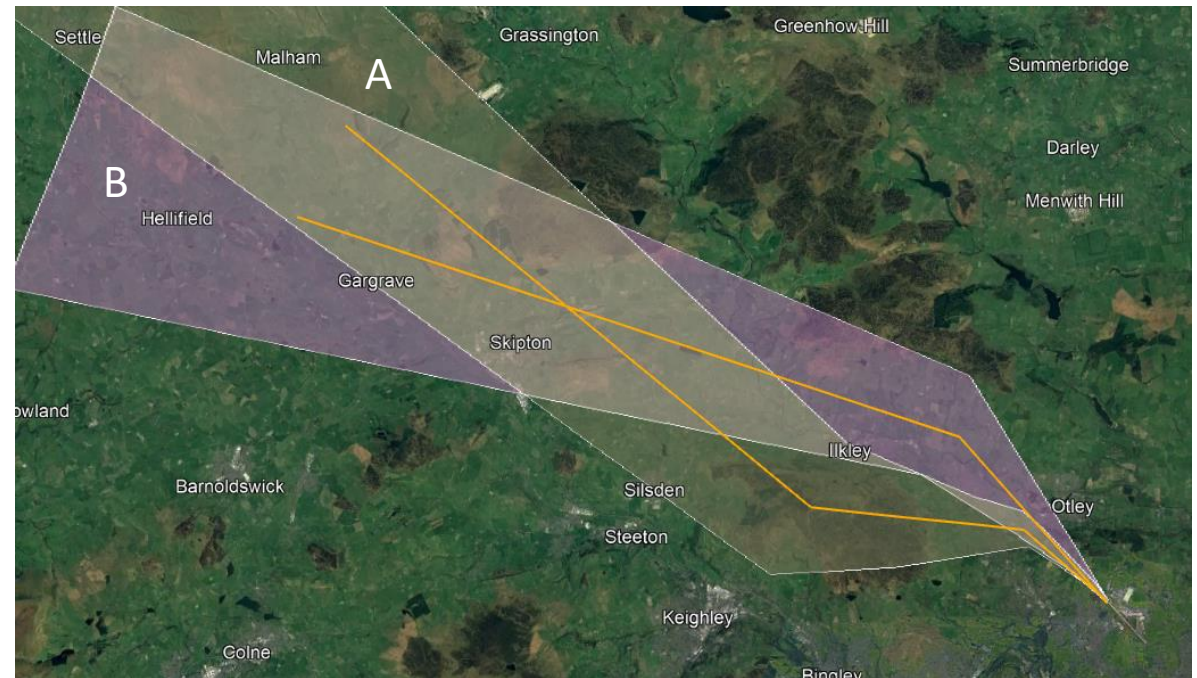 Settle
Malham
A
Grassington
Greenhow Hill
Summerbridge
Darley
B
Menwith Hill
Hellifield
Gargrave
Skipton
owland
Ilkley
Barnoldswick
Silsden
Otley
Steeton
Keighley
Colne
Bingley